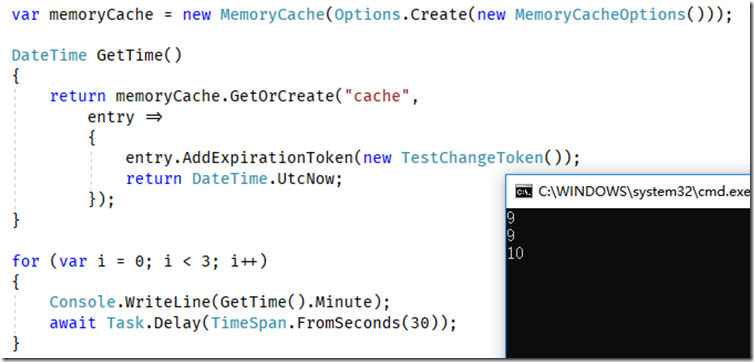 var memoryCache = new MemoryCache(Options.Create(new MemoryCacheOptions()));
DateTime GetTime()
{
    return memoryCache.GetOrCreate("cache",
        entry =>
        {
            entry.AddExpirationToken(new TestChangeToken());
            return DateTime.UtcNow;
        });
}
for (var i = 0; i < 3; i++)
{
    Console.WriteLine(GetTime().Minute);
    await Task.Delay(TimeSpan.FromSeconds(30));
}
C:\WINDOWS\system32\cmd.exe
9
9
10